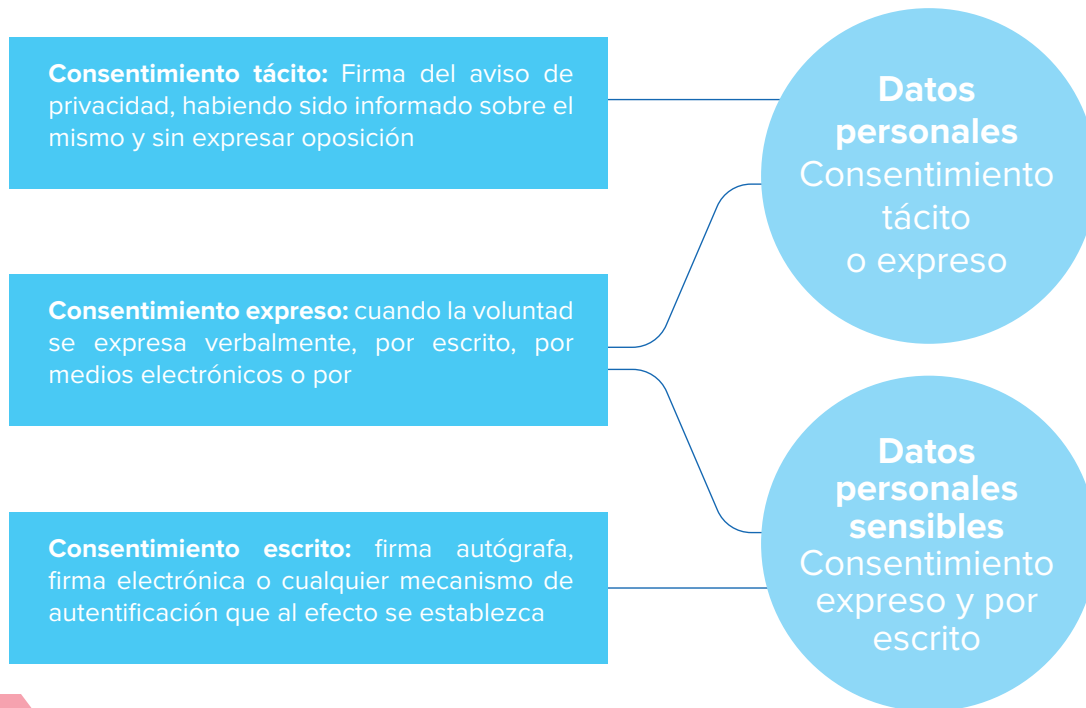 Consentimiento tácito: Firma del aviso de
privacidad, habiendo sido informado sobre el
mismo y sin expresar oposición
Consentimiento expreso: cuando la voluntad
se expresa verbalmente, por escrito, por
medios electrónicos o por
Consentimiento escrito: firma autógrafa,
firma electrónica o cualquier mecanismo de
autentificación que al efecto se establezca
Datos
personales
Consentimiento
tácito
o expreso
Datos
personales
sensibles
Consentimiento
expreso y por
escrito